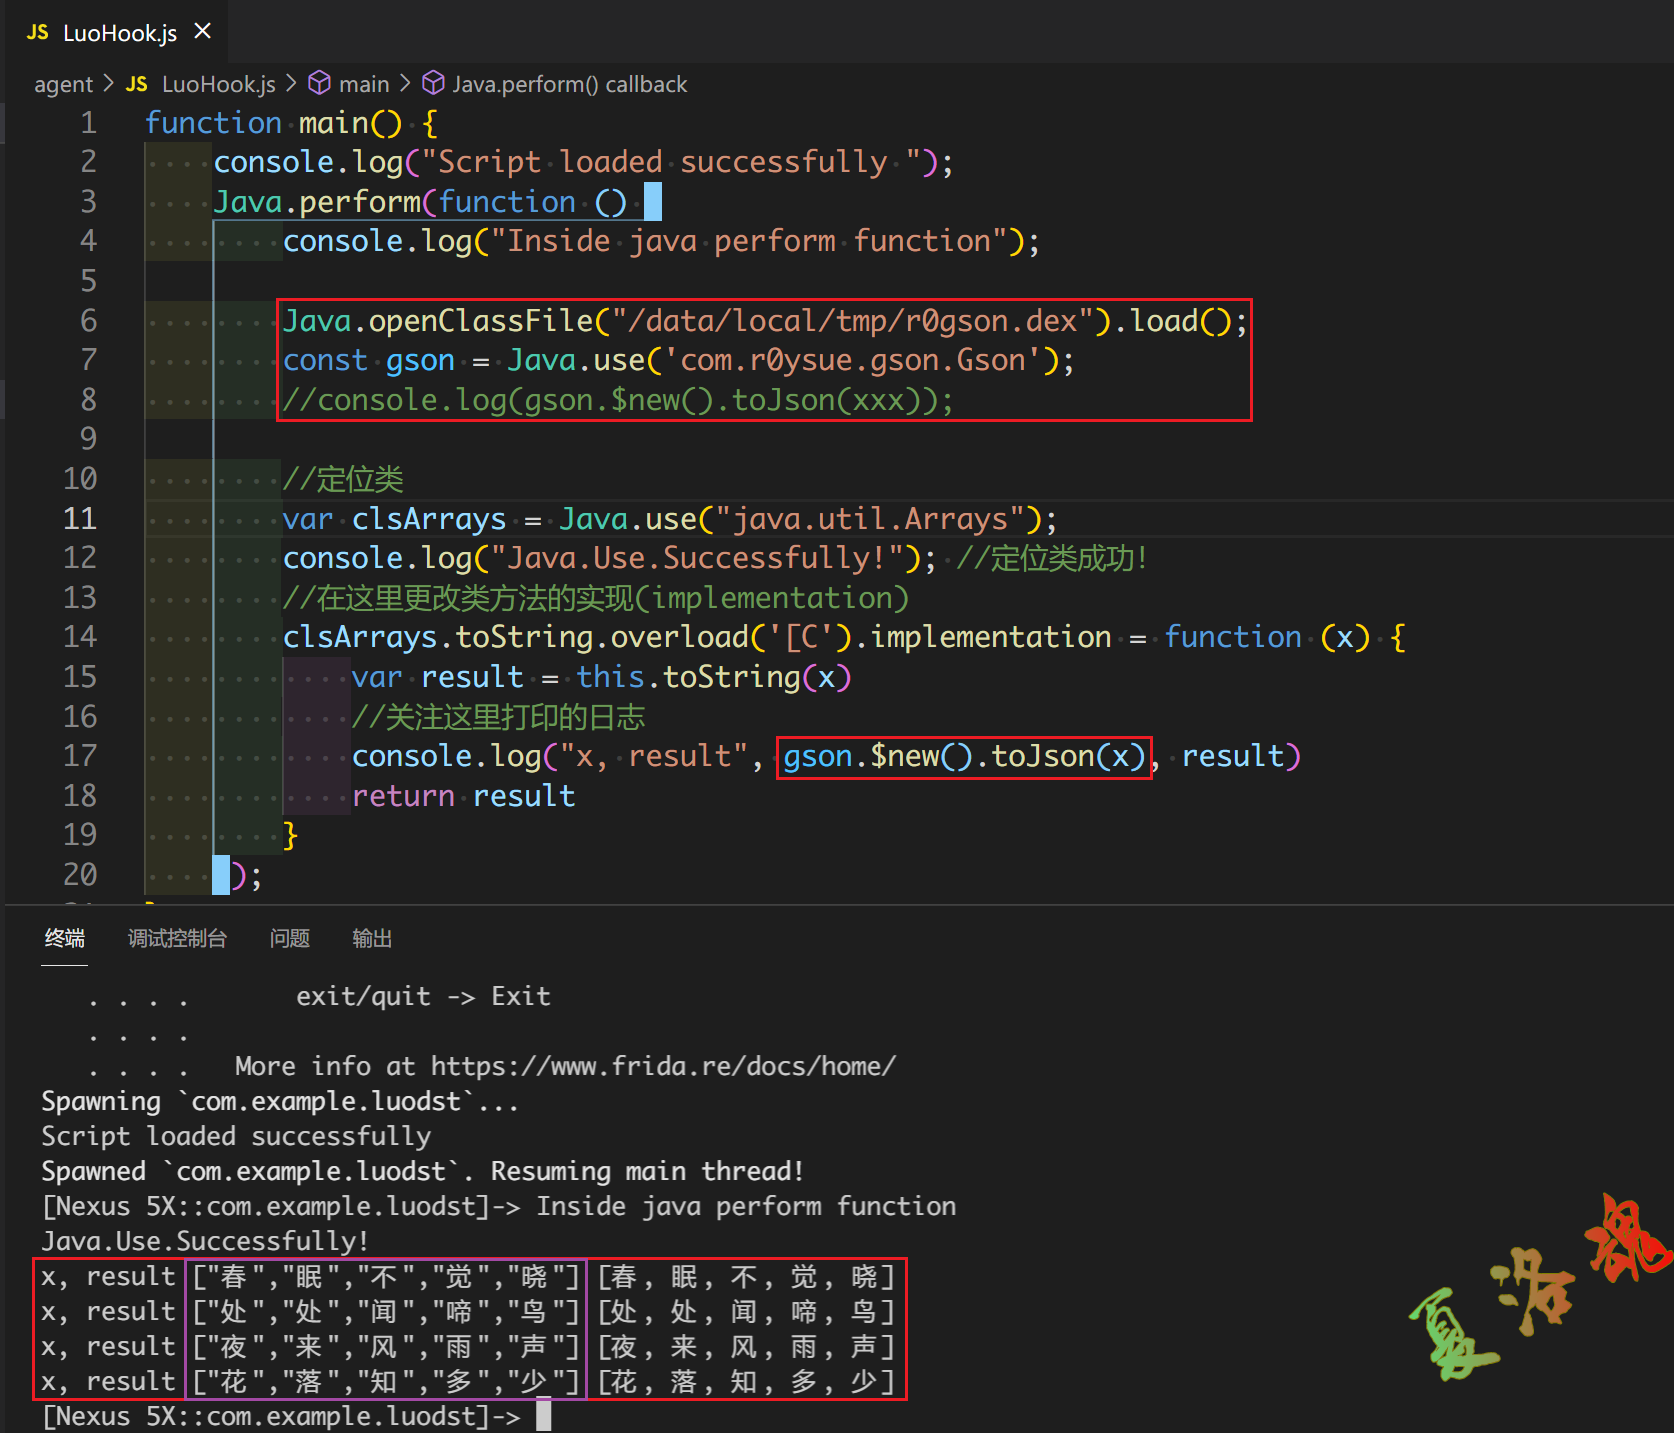 JS LuoHook.js ×
agent > JS LuoHook.js > main > Java.perform() callback
1 function main() {
2 console.log("Script loaded successfully ");
3 Java.perform(function ()
4 console.log("Inside java perform function");
5
6 Java.openClassFile("/data/local/tmp/r0gson.dex").load();
7 const gson = Java.use('com.r0ysue.gson.Gson');
8 //console.log(gson.$new().toJson(xxx));
9
10 //定位类
11 var clsArrays = Java.use("java.util.Arrays");
12 console.log("Java.Use.Successfully!"); //定位类成功!
13 //在这里更改类方法的实现(implementation)
14 clsArrays.toString.overload('[C').implementation = function (x) {
15 var result = this.toString(x)
16 //关注这里打印的日志
17 console.log("x, result", gson.$new().toJson(x), result)
18 return result
19 }
20 );
终端 调试控制台 问题 输出
. . . . exit/quit -> Exit
. . . .
. . . . More info at https://www.frida.re/docs/home/
Spawning `com.example.luodst`...
Script loaded successfully
Spawned `com.example.luodst`. Resuming main thread!
[Nexus 5X::com.example.luodst]-> Inside java perform function
Java.Use.Successfully!
x, result ["春","眠","不","觉","晓"] [春, 眠, 不, 觉, 晓]
x, result ["处","处","闻","啼","鸟"] [处, 处, 闻, 啼, 鸟]
x, result ["夜","来","风","雨","声"] [夜, 来, 风, 雨, 声]
x, result ["花","落","知","多","少"] [花, 落, 知, 多, 少]
[Nexus 5X::com.example.luodst]->
夏洛魂